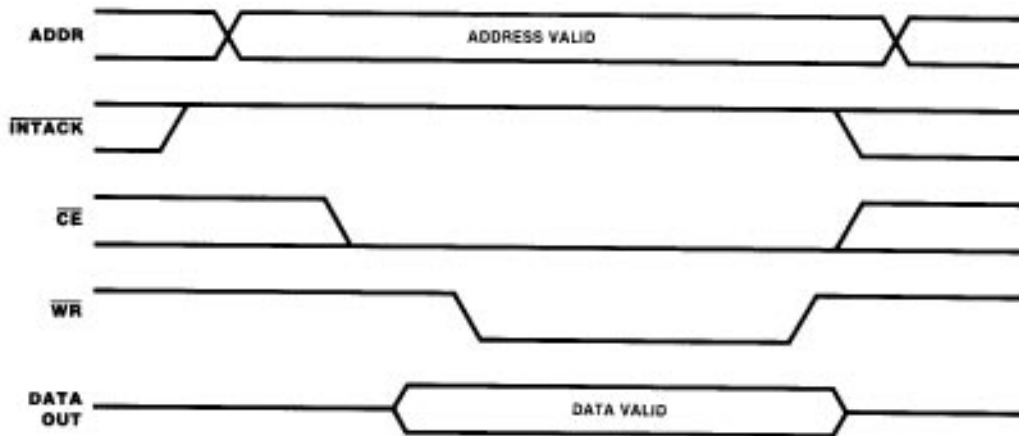 ADDR
ADDRESS VALID
INTACK
CE
WR
DATA
OUT
DATA VALID